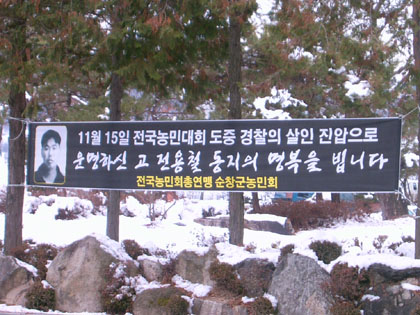 11월 15일 전국농민대회 도중 경찰의 살인 진압으로
운명하신 고 전용철 동지의 명복을 빕니다
전국농민회총연맹 순창군농민회